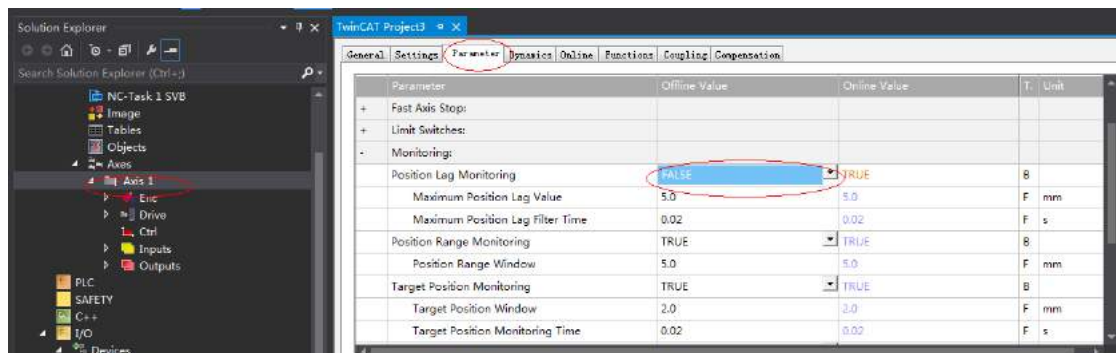 Solution Explorer
TwinCAT Project3
Search Solution Explorer (Ctrl+;)
NC-Task 1 SVB
Image
Tables
Objects
Axes
Axis 1
Enc
Drive
Ctrl
Inputs
Outputs
PLC
SAFETY
C++
I/O
Devices
General Settings Parameter Dynamics Online Functions Coupling Compensation
Parameter Offline Value Online Value T. Unit
+ Fast Axis Stop:
+ Limit Switches:
- Monitoring:
Position Lag Monitoring FALSE TRUE B
Maximum Position Lag Value 5.0 5.0 F mm
Maximum Position Lag Filter Time 0.02 0.02 F s
Position Range Monitoring TRUE TRUE B
Position Range Window 5.0 5.0 F mm
Target Position Monitoring TRUE TRUE B
Target Position Window 2.0 2.0 F mm
Target Position Monitoring Time 0.02 0.02 F s